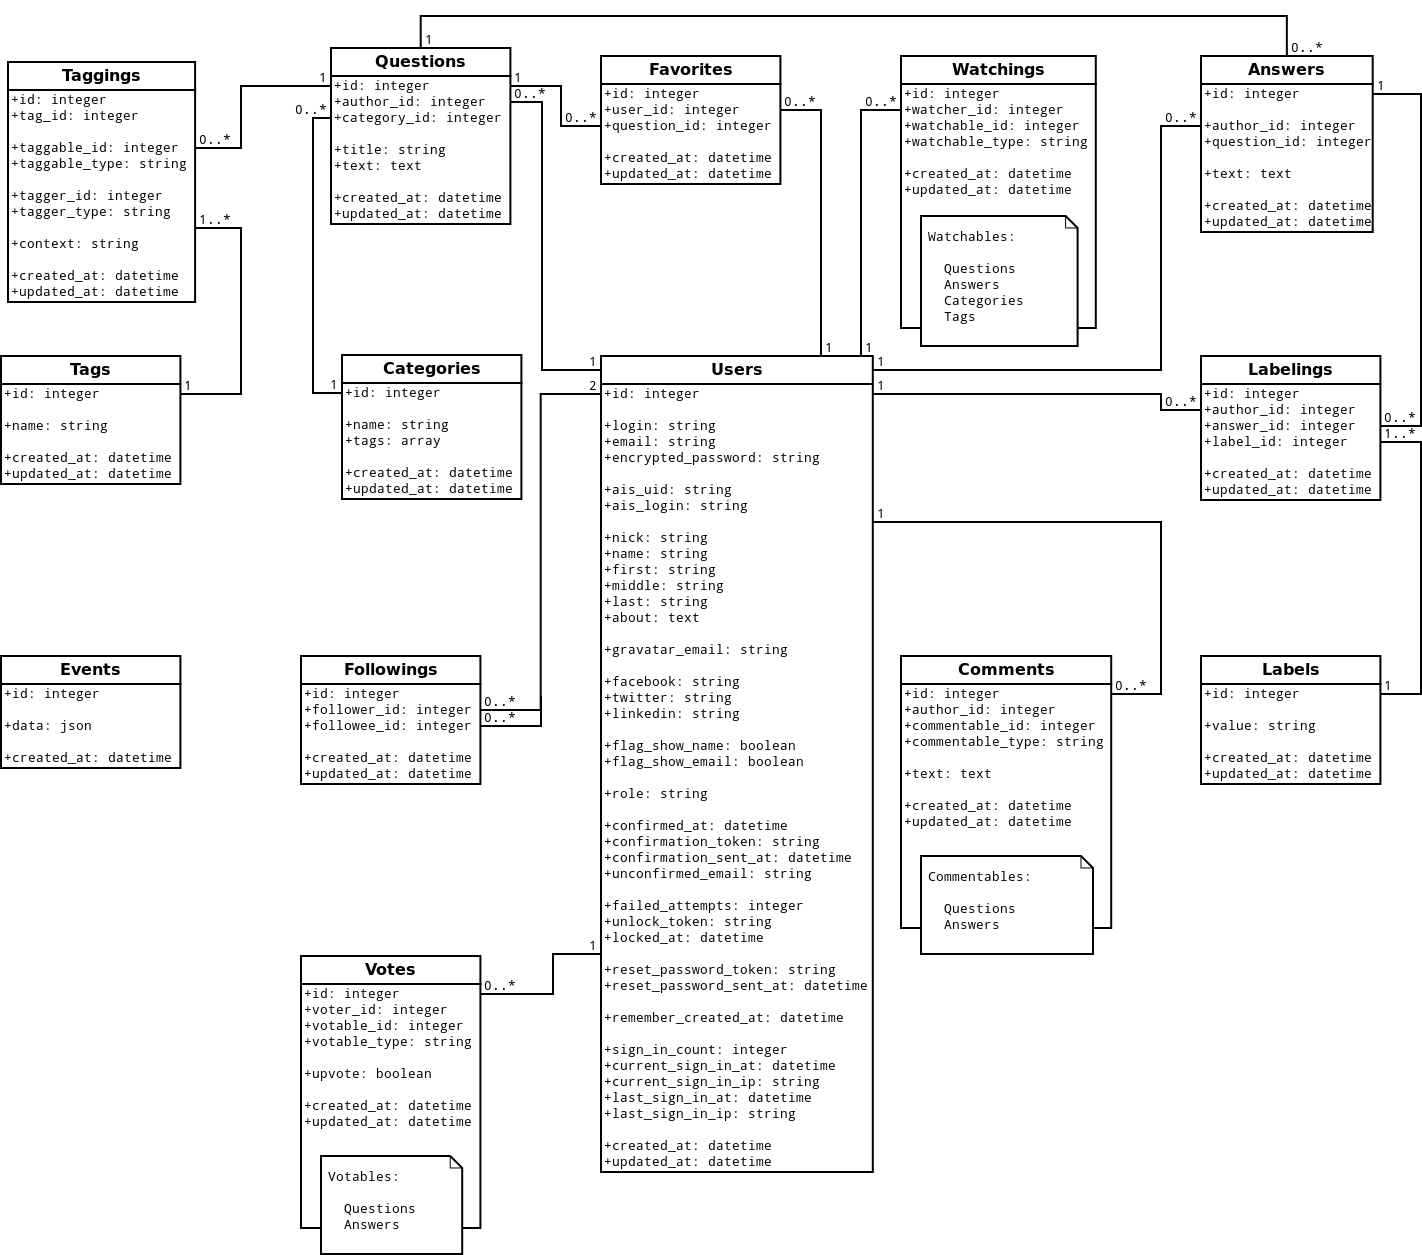 1
0..*
Taggings
+id: integer
+tag_id: integer
+taggable_id: integer
+taggable_type: string
+tagger_id: integer
+tagger_type: string
+context: string
+created_at: datetime
+updated_at: datetime
0..*
1..*
Questions
+id: integer
+author_id: integer
+category_id: integer
+title: string
+text: text
+created_at: datetime
+updated_at: datetime
1
0..*
1
0..*
Favorites
+id: integer
+user_id: integer
+question_id: integer
+created_at: datetime
+updated_at: datetime
0..*
0..*
Watchings
+id: integer
+watcher_id: integer
+watchable_id: integer
+watchable_type: string
+created_at: datetime
+updated_at: datetime
Watchables:
Questions
Answers
Categories
Tags
0..*
Answers
+id: integer
+author_id: integer
+question_id: integer
+text: text
+created_at: datetime
+updated_at: datetime
1
0..*
Tags
+id: integer
+name: string
+created_at: datetime
+updated_at: datetime
1
Categories
+id: integer
+name: string
+tags: array
+created_at: datetime
+updated_at: datetime
1
Users
+id: integer
+login: string
+email: string
+encrypted_password: string
+ais_uid: string
+ais_login: string
+nick: string
+name: string
+first: string
+middle: string
+last: string
+about: text
+gravatar_email: string
+facebook: string
+twitter: string
+linkedin: string
+flag_show_name: boolean
+flag_show_email: boolean
+role: string
+confirmed_at: datetime
+confirmation_token: string
+confirmation_sent_at: datetime
+unconfirmed_email: string
+failed_attempts: integer
+unlock_token: string
+locked_at: datetime
+reset_password_token: string
+reset_password_sent_at: datetime
+remember_created_at: datetime
+sign_in_count: integer
+current_sign_in_at: datetime
+current_sign_in_ip: string
+last_sign_in_at: datetime
+last_sign_in_ip: string
+created_at: datetime
+updated_at: datetime
1
2
1
1
1
1
1
1
Labelings
+id: integer
+author_id: integer
+answer_id: integer
+label_id: integer
+created_at: datetime
+updated_at: datetime
0..*
0..*
1..*
Events
+id: integer
+data: json
+created_at: datetime
Followings
+id: integer
+follower_id: integer
+followee_id: integer
+created_at: datetime
+updated_at: datetime
0..*
0..*
Comments
+id: integer
+author_id: integer
+commentable_id: integer
+commentable_type: string
+text: text
+created_at: datetime
+updated_at: datetime
Commentables:
Questions
Answers
0..*
Labels
+id: integer
+value: string
+created_at: datetime
+updated_at: datetime
1
Votes
+id: integer
+voter_id: integer
+votable_id: integer
+votable_type: string
+upvote: boolean
+created_at: datetime
+updated_at: datetime
Votables:
Questions
Answers
0..*